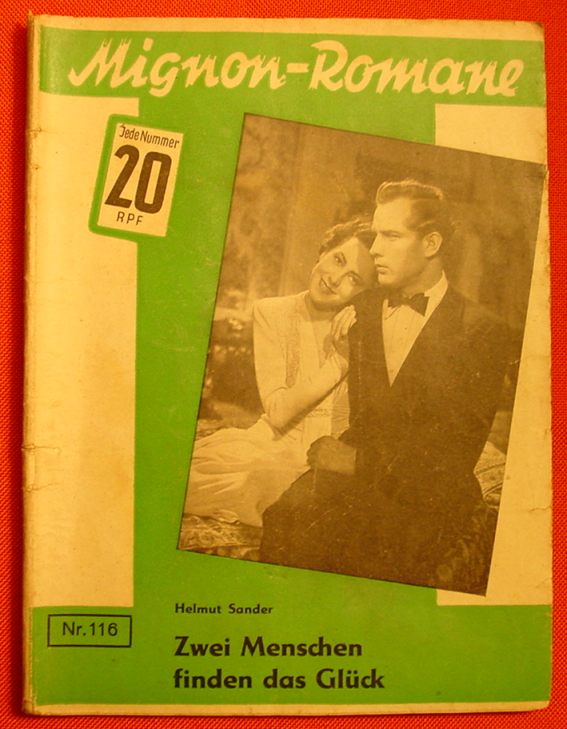 Mignon-Romane
Jede Nummer
20
RPF
Helmut Sander
Nr. 116
Zwei Menschen
finden das Glück